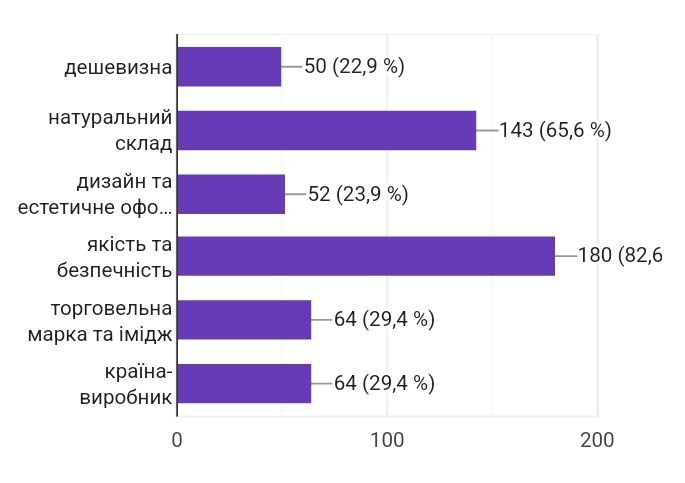 дешевизна
50 (22,9 %)
натуральний
склад
143 (65,6 %)
дизайн та
естетичне офо…
52 (23,9 %)
якість та
безпечність
180 (82,6
торговельна
марка та імідж
64 (29,4 %)
країна-
виробник
64 (29,4 %)
0
100
200